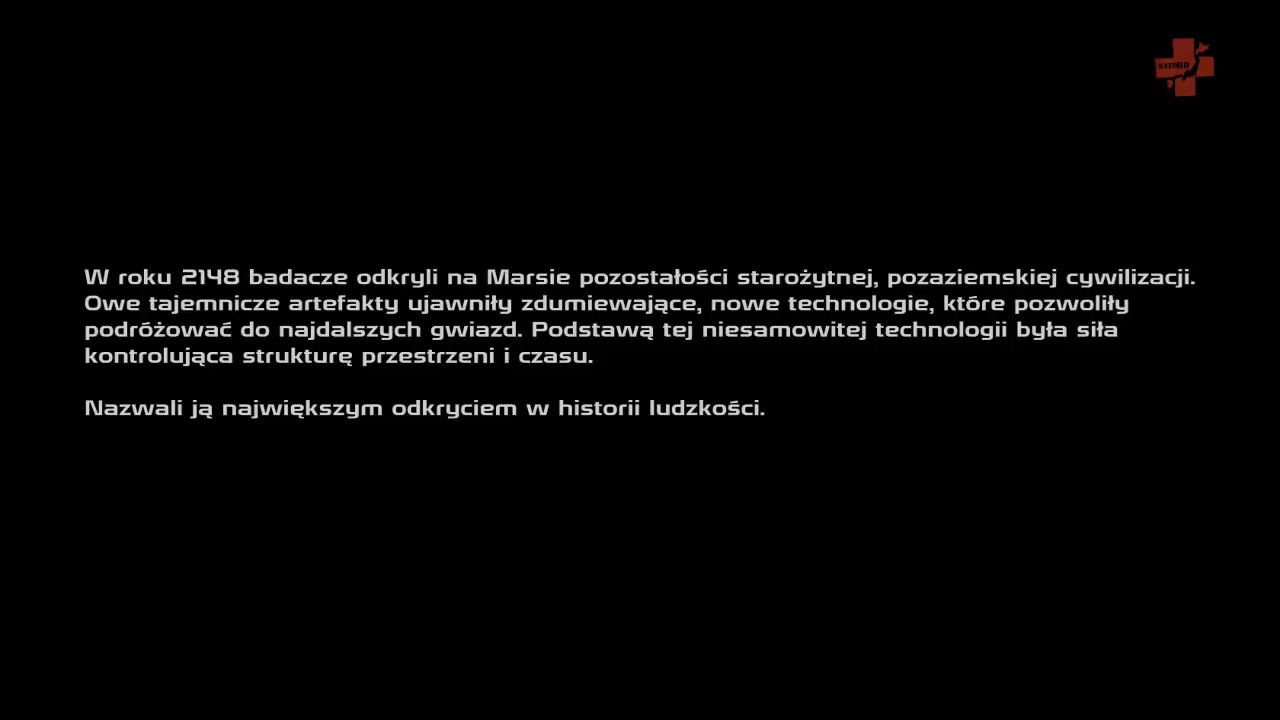 W roku 2148 badacze odkryli na Marsie pozostałości starożytnej, pozaziemskiej cywilizacji.
Owe tajemnicze artefakty ujawniły zdumiewające, nowe technologie, które pozwoliły
podróżować do najdalszych gwiazd. Podstawą tej niesamowitej technologii była siła
kontrolująca strukturę przestrzeni i czasu.
Nazwali ją największym odkryciem w historii ludzkości.